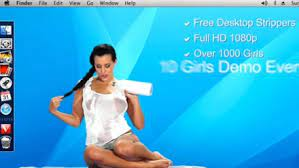 Finder File Edit View Go Window Help
Free Desktop Strippers
Full HD 1080p
Over 1000 Girls
10 Girls Demo Ever